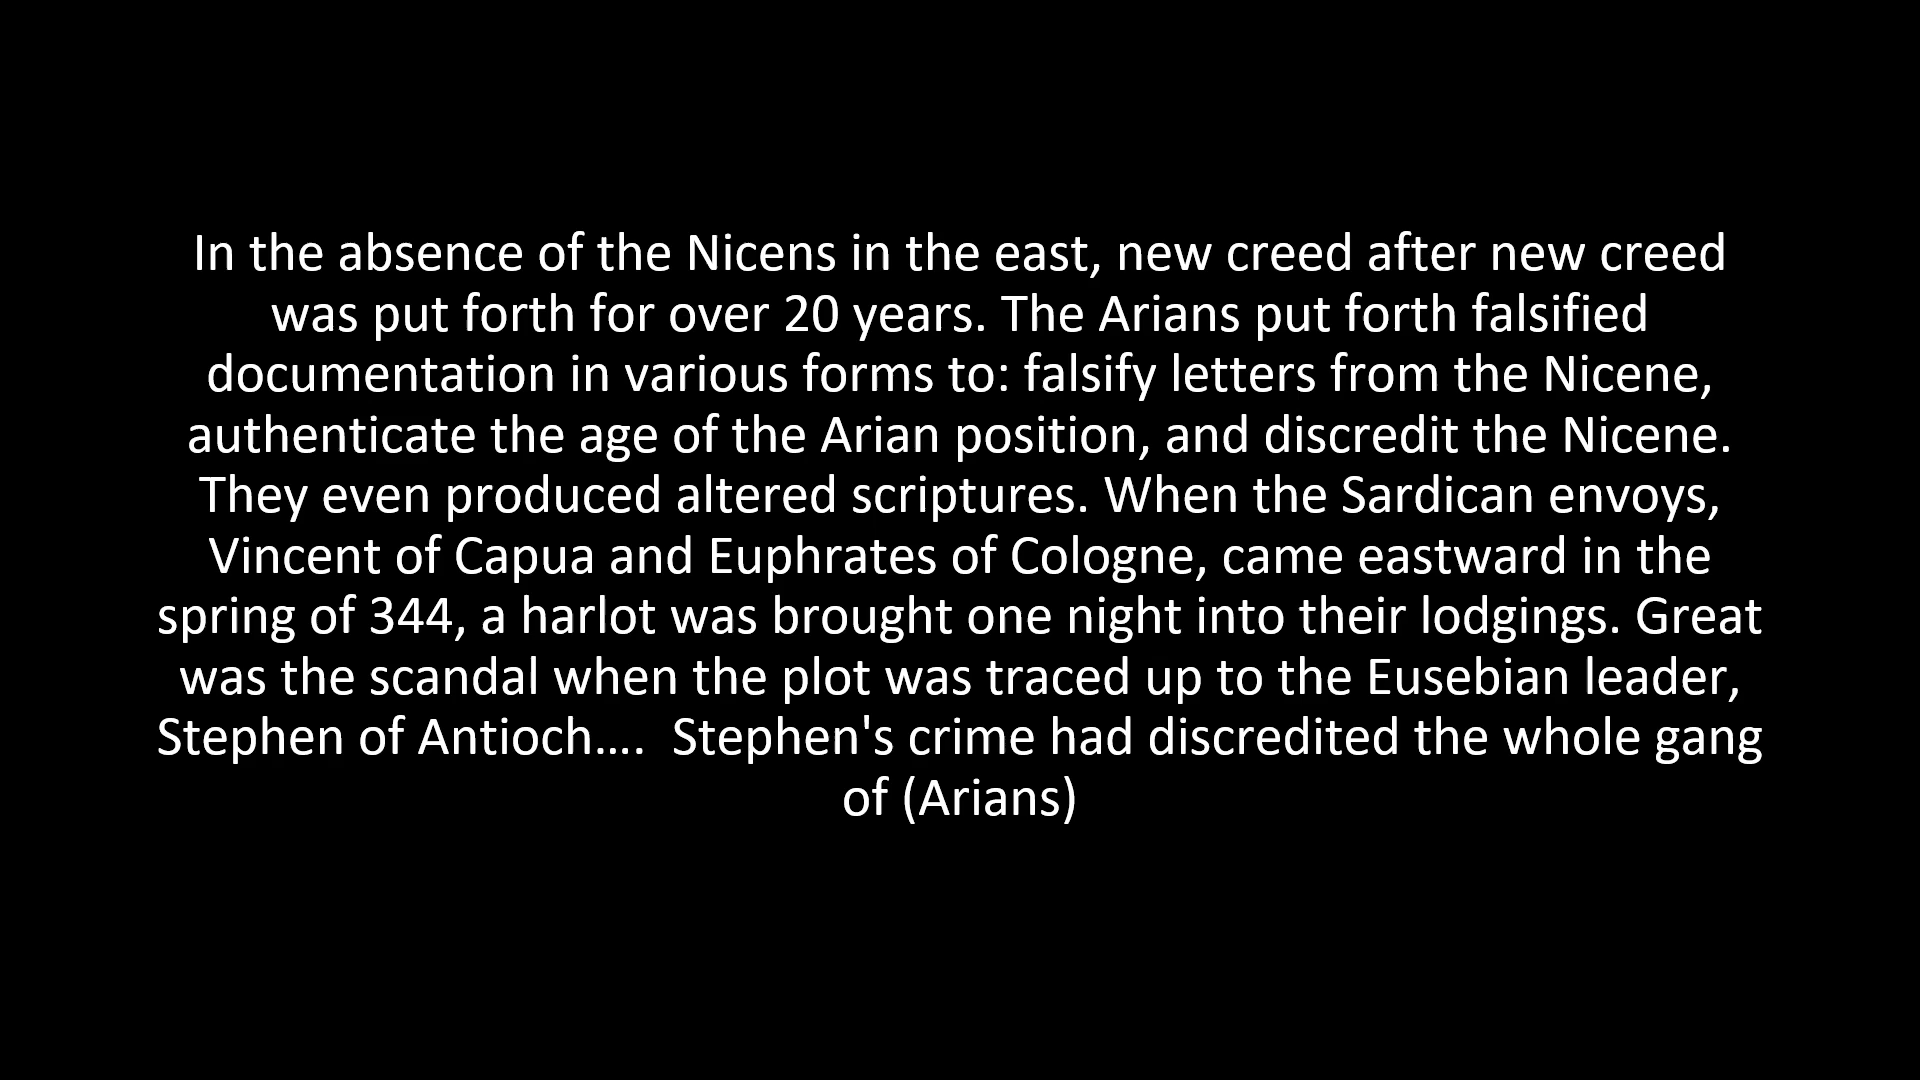 In the absence of the Nicens in the east, new creed after new creed
was put forth for over 20 years. The Arians put forth falsified
documentation in various forms to: falsify letters from the Nicene,
authenticate the age of the Arian position, and discredit the Nicene.
They even produced altered scriptures. When the Sardican envoys,
Vincent of Capua and Euphrates of Cologne, came eastward in the
spring of 344, a harlot was brought one night into their lodgings. Great
was the scandal when the plot was traced up to the Eusebian leader,
Stephen of Antioch….  Stephen's crime had discredited the whole gang
of (Arians)